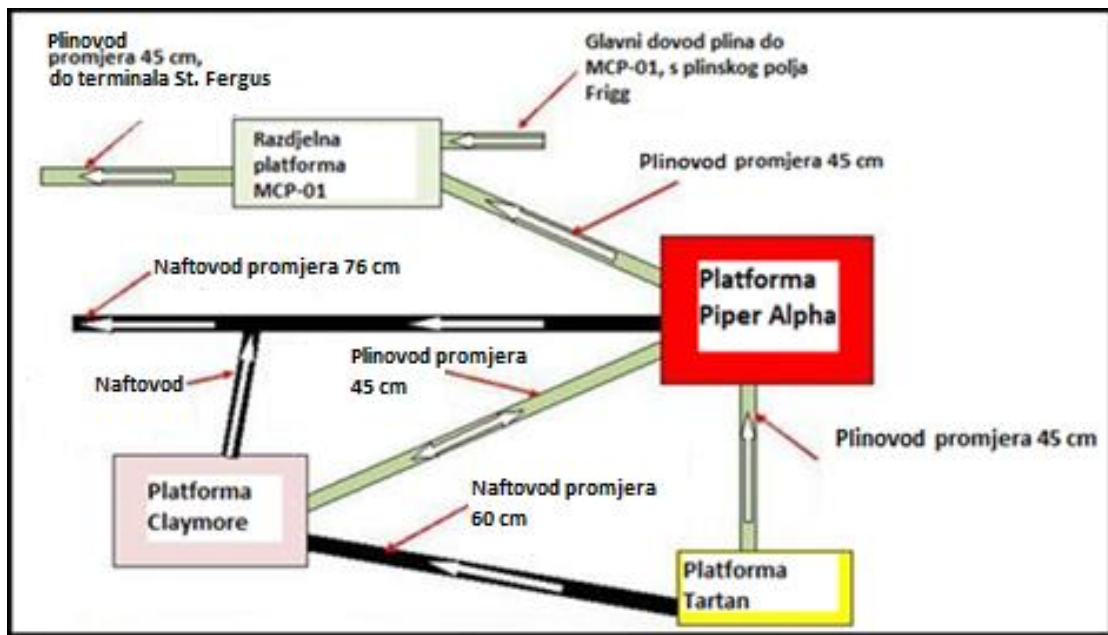 Plinovod
promjera 45 cm,
do terminala St. Fergus
Glavni dovod plina do
MCP-01, s plinskog polja
Frigg
Razdjelna
platforma
MCP-01
Plinovod promjera 45 cm
Naftovod promjera 76 cm
Platforma
Piper Alpha
Plinovod promjera
45 cm
Naftovod
Plinovod promjera 45 cm
Platforma
Claymore
Naftovod promjera
60 cm
Platforma
Tartan